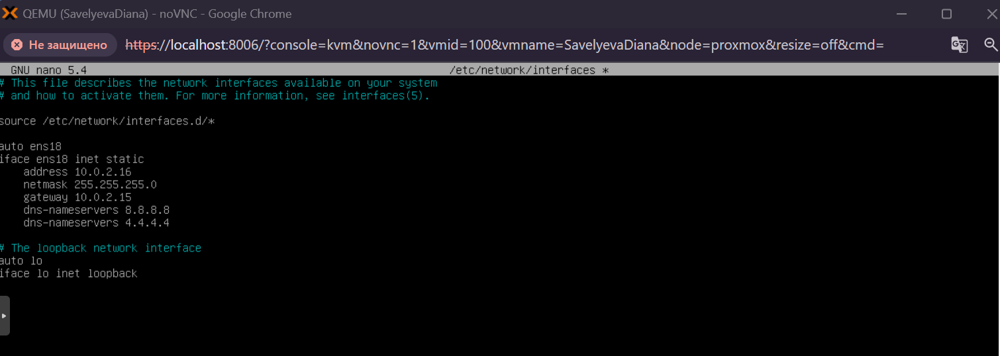 QEMU (SavelyevaDiana) - noVNC - Google Chrome
Не защищено https://localhost:8006/?console=kvm&novnc=1&vmid=100&vmname=SavelyevaDiana&node=proxmox&resize=off&cmd=
GNU nano 5.4 /etc/network/interfaces *
# This file describes the network interfaces available on your system
# and how to activate them. For more information, see interfaces(5).
source /etc/network/interfaces.d/*
auto ens18
iface ens18 inet static
address 10.0.2.16
netmask 255.255.255.0
gateway 10.0.2.15
dns-nameservers 8.8.8.8
dns-nameservers 4.4.4.4
# The loopback network interface
auto lo
iface lo inet loopback